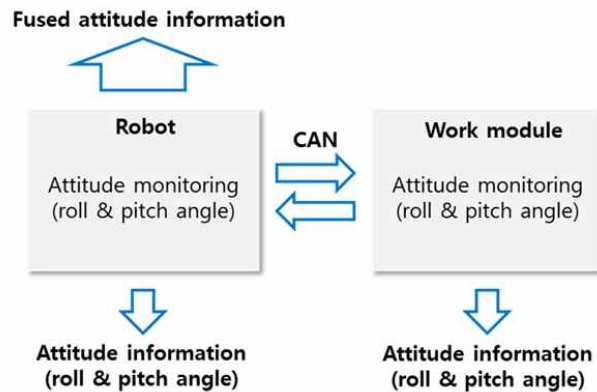 Fused attitude information
Robot
Attitude monitoring
(roll & pitch angle)
CAN
Work module
Attitude monitoring
(roll & pitch angle)
Attitude information
(roll & pitch angle)
Attitude information
(roll & pitch angle)